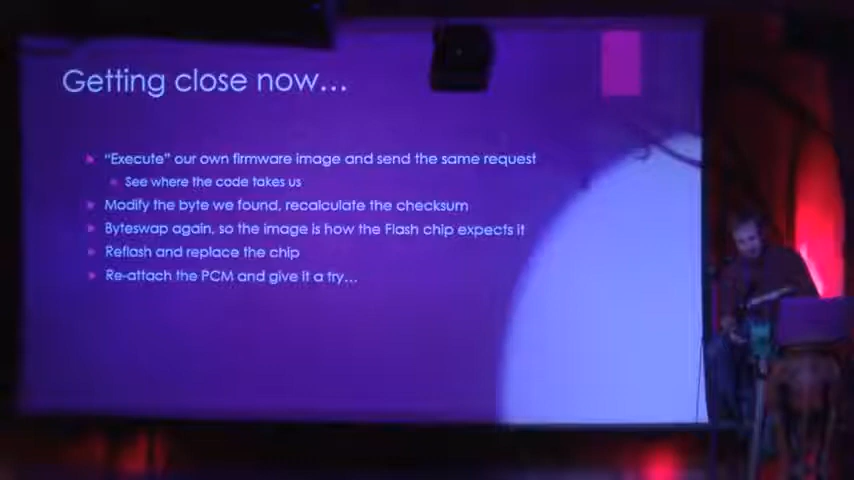 Getting close now...
"Execute" our own firmware image and send the same request
See where the code takes us
Modify the byte we found, recalculate the checksum
Byteswap again, so the image is how the Flash chip expects it
Reflash and replace the chip
Re-attach the PCM and give it a try...